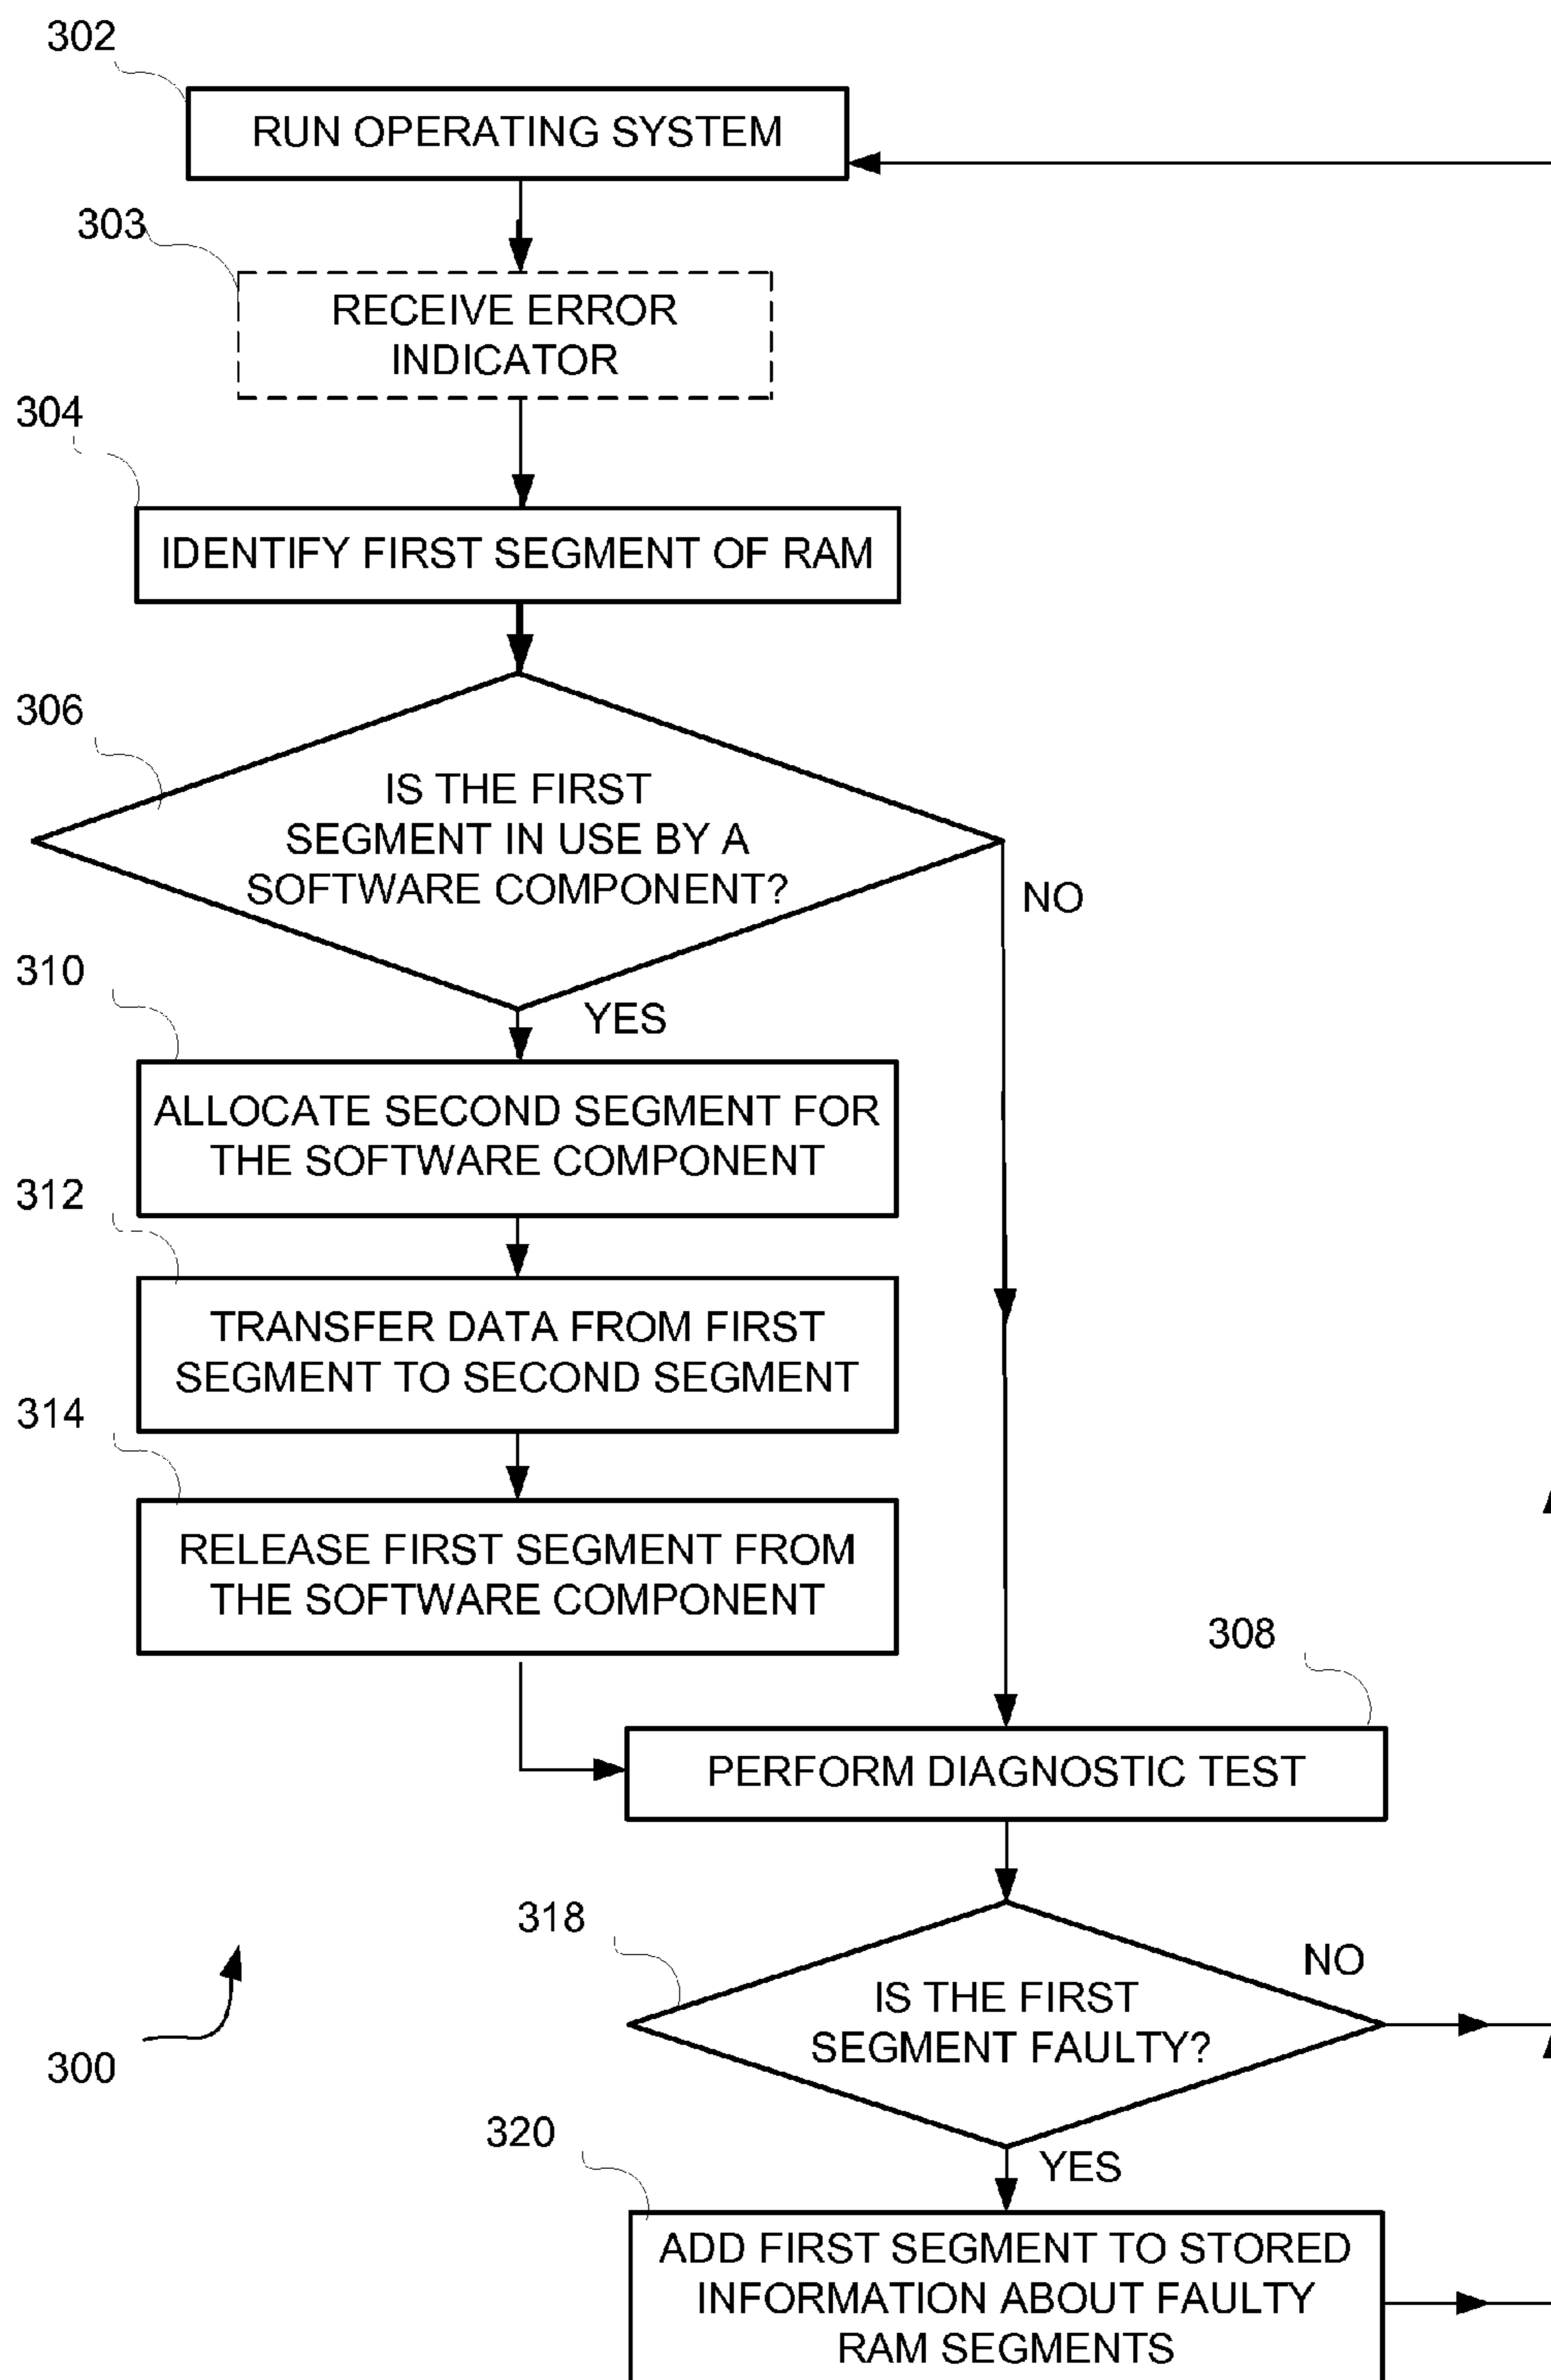 302
RUN OPERATING SYSTEM
303
RECEIVE ERROR
INDICATOR
304
IDENTIFY FIRST SEGMENT OF RAM
306
IS THE FIRST
SEGMENT IN USE BY A
SOFTWARE COMPONENT?
NO
YES
310
ALLOCATE SECOND SEGMENT FOR
THE SOFTWARE COMPONENT
312
TRANSFER DATA FROM FIRST
SEGMENT TO SECOND SEGMENT
314
RELEASE FIRST SEGMENT FROM
THE SOFTWARE COMPONENT
308
PERFORM DIAGNOSTIC TEST
318
IS THE FIRST
SEGMENT FAULTY?
NO
YES
300
320
ADD FIRST SEGMENT TO STORED
INFORMATION ABOUT FAULTY
RAM SEGMENTS